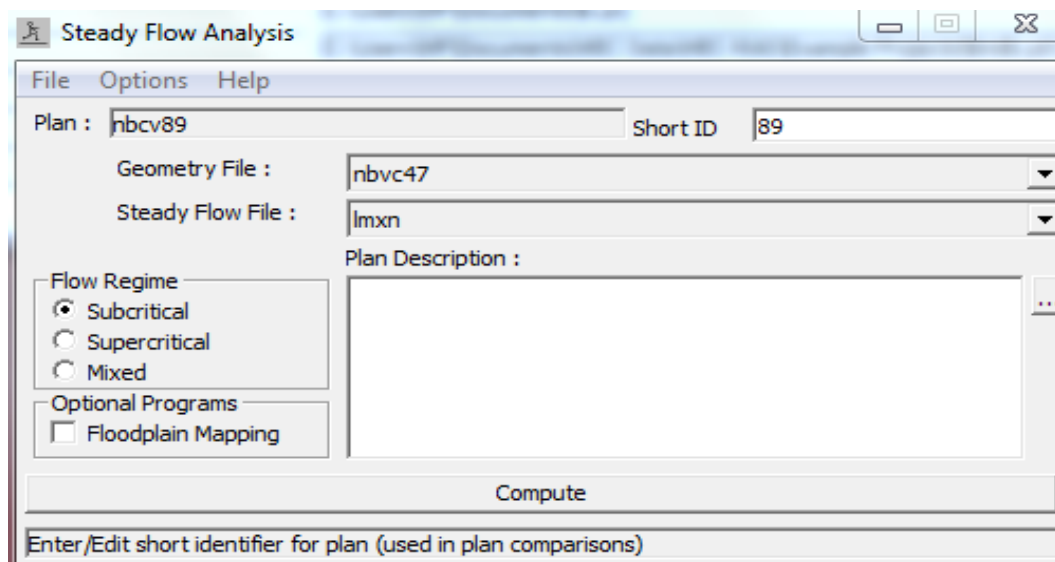 Steady Flow Analysis
File Options Help
Plan : nbcv89 Short ID 89
Geometry File : nbvc47
Steady Flow File : lmxn
Plan Description :
Flow Regime
Subcritical
Supercritical
Mixed
Optional Programs
Floodplain Mapping
...
Compute
Enter/Edit short identifier for plan (used in plan comparisons)